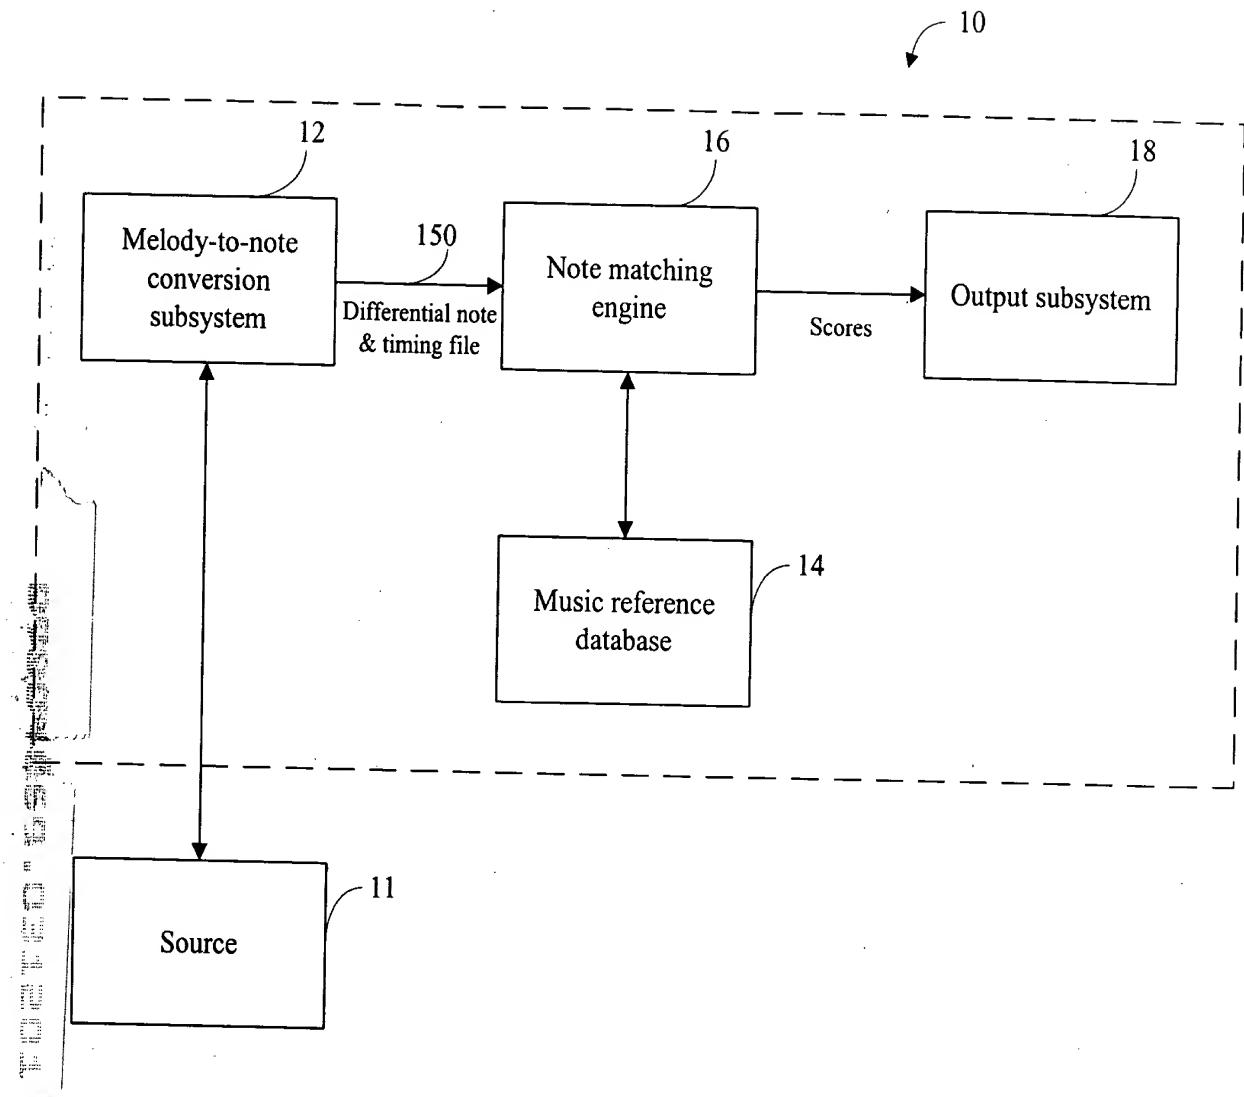 10
12
16
18
Melody-to-note
conversion
subsystem
150
Differential note
& timing file
Note matching
engine
Scores
Output subsystem
Music reference
database
14
Source
11